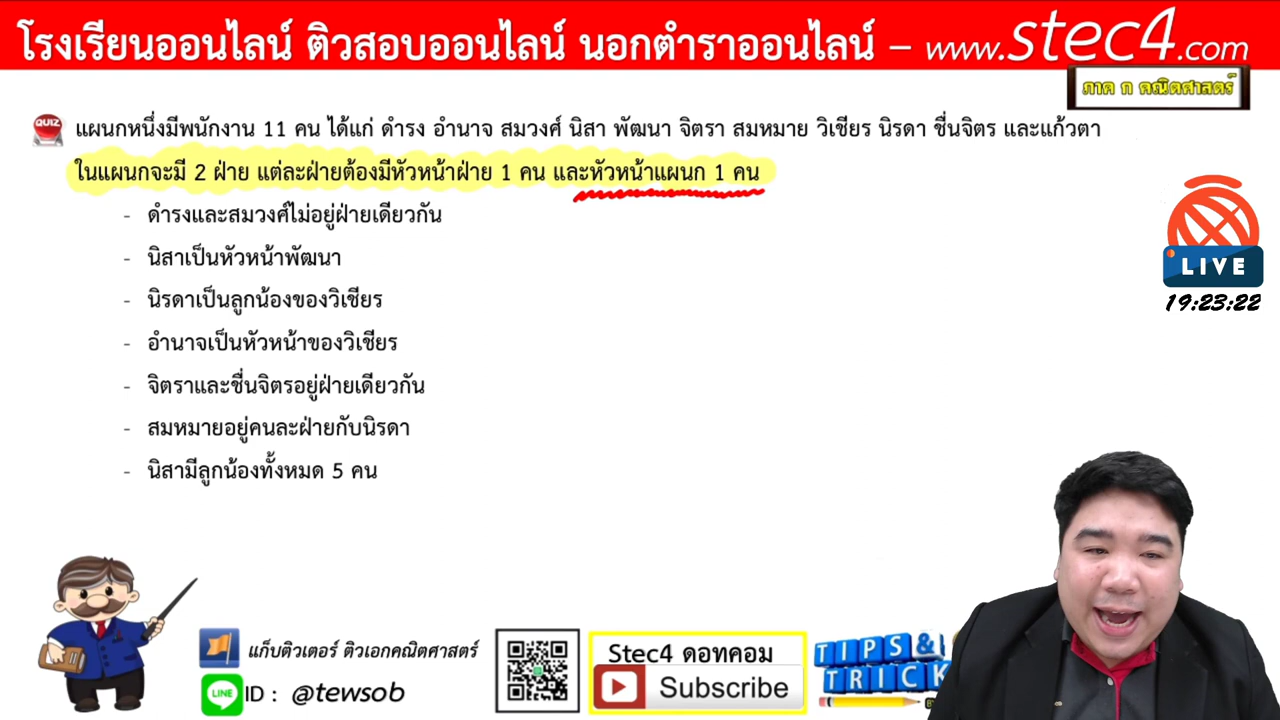 โรงเรียนออนไลน์ ติวสอบออนไลน์ นอกตำราออนไลน์ – www.stec4.com
ภาค ก คณิตศาสตร์
QUIZ
แผนกหนึ่งมีพนักงาน 11 คน ได้แก่ ดำรง อำนาจ สมวงศ์ นิสา พัฒนา จิตรา สมหมาย วิเชียร นิรดา ชื่นจิตร และแก้วตา
ในแผนกจะมี 2 ฝ่าย แต่ละฝ่ายต้องมีหัวหน้าฝ่าย 1 คน และหัวหน้าแผนก 1 คน
- ดำรงและสมวงศ์ไม่อยู่ฝ่ายเดียวกัน
- นิสาเป็นหัวหน้าพัฒนา
- นิรดาเป็นลูกน้องของวิเชียร
- อำนาจเป็นหัวหน้าของวิเชียร
- จิตราและชื่นจิตรอยู่ฝ่ายเดียวกัน
- สมหมายอยู่คนละฝ่ายกับนิรดา
- นิสามีลูกน้องทั้งหมด 5 คน
LIVE
19:23:22
แก็บติวเตอร์ ติวเอกคณิตศาสตร์
LINE ID : @tewsob
Stec4 ดอทคอม
Subscribe
TIPS &
TRICK